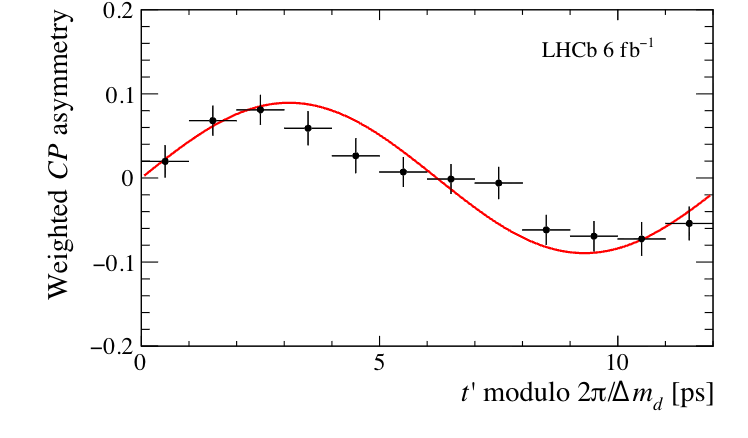 Weighted CP asymmetry
0.2
0.1
0
−0.1
−0.2
LHCb 6 fb⁻¹
0
5
10
t' modulo 2π/Δm_d [ps]